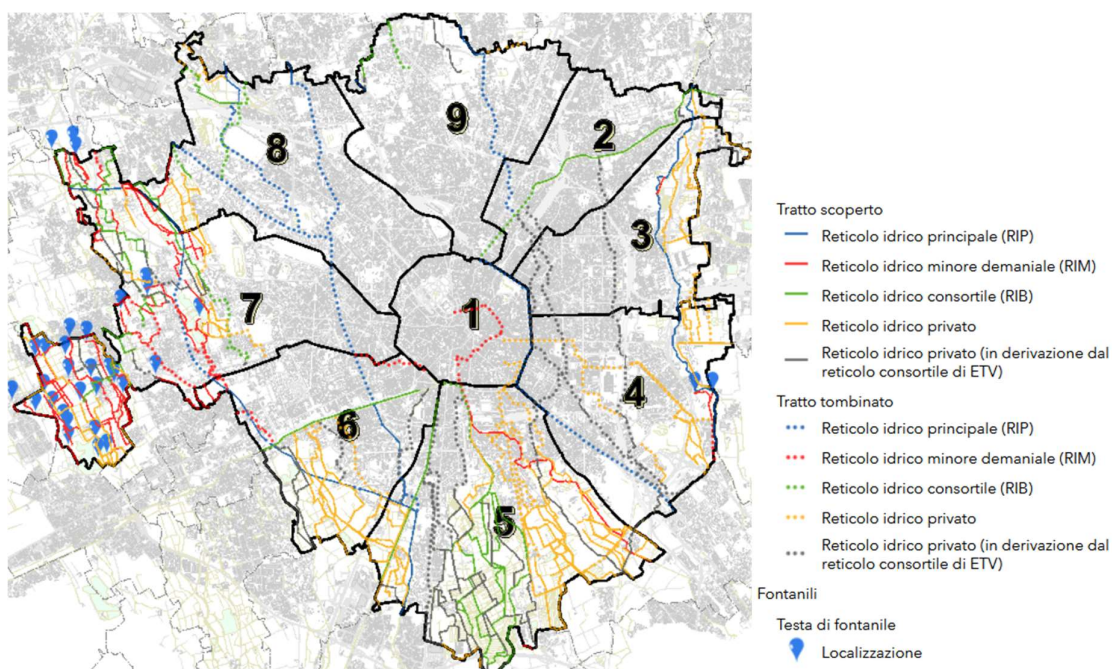 9
2
8
3
7
1
4
6
5
Tratto scoperto
Reticolo idrico principale (RIP)
Reticolo idrico minore demaniale (RIM)
Reticolo idrico consortile (RIB)
Reticolo idrico privato
Reticolo idrico privato (in derivazione dal
reticolo consortile di ETV)
Tratto tombinato
Reticolo idrico principale (RIP)
Reticolo idrico minore demaniale (RIM)
Reticolo idrico consortile (RIB)
Reticolo idrico privato
Reticolo idrico privato (in derivazione dal
reticolo consortile di ETV)
Fontanili
Testa di fontanile
Localizzazione